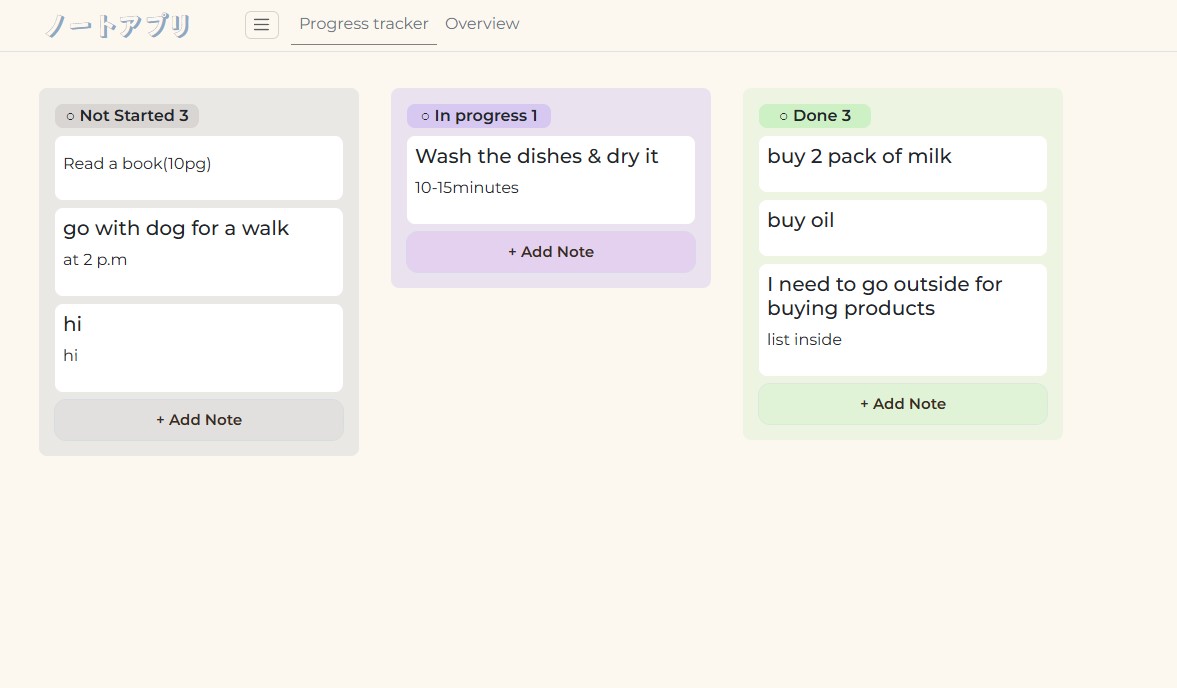 ノートアプリ
Progress tracker
Overview
○ Not Started 3
Read a book(10pg)
go with dog for a walk
at 2 p.m
hi
hi
+ Add Note
○ In progress 1
Wash the dishes & dry it
10-15minutes
+ Add Note
○ Done 3
buy 2 pack of milk
buy oil
I need to go outside for
buying products
list inside
+ Add Note